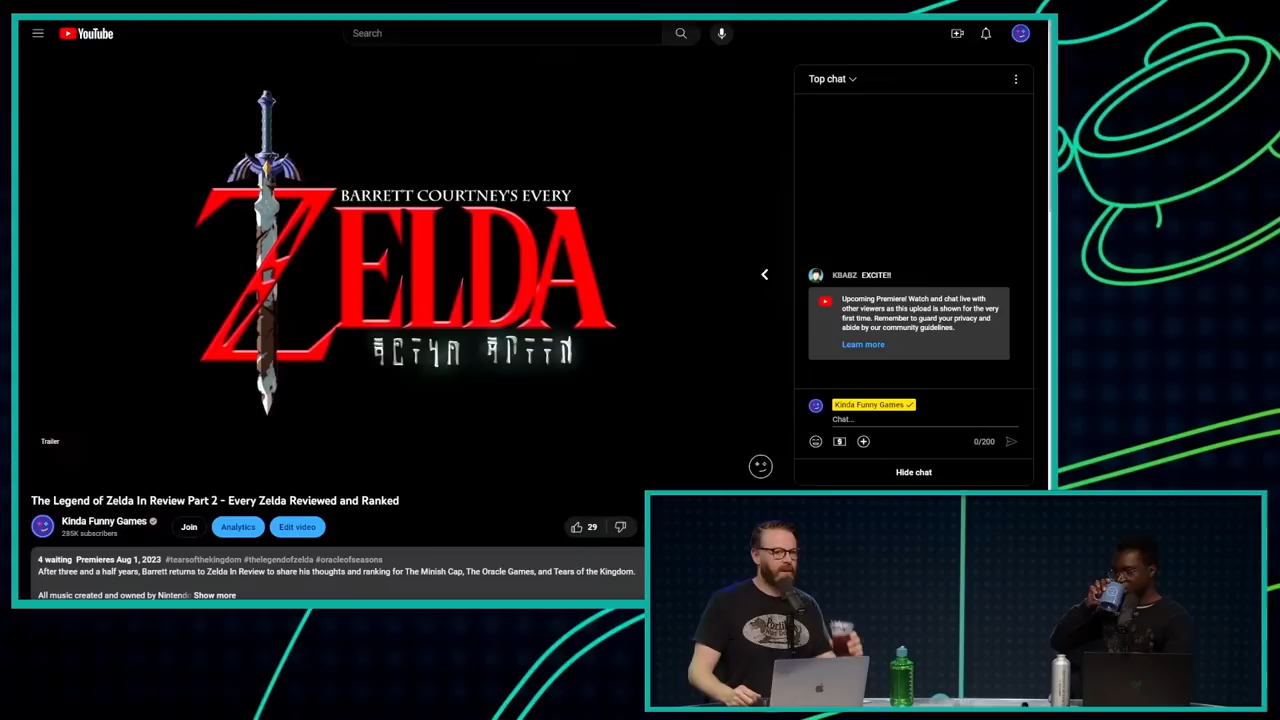 YouTube
Search
Top chat
BARRETT COURTNEY'S EVERY
ZELDA
KBABZ EXCITE!!
Upcoming Premiere! Watch and chat live with
other viewers as this upload is shown for the very
first time. Remember to guard your privacy and
abide by our community guidelines.
Learn more
Kinda Funny Games
Chat...
0/200
Hide chat
Trailer
The Legend of Zelda In Review Part 2 - Every Zelda Reviewed and Ranked
Kinda Funny Games
285K subscribers
Join
Analytics
Edit video
29
4 waiting Premieres Aug 1, 2023 #tearsofthekingdom #thelegendofzelda #oracleofseasons
After three and a half years, Barrett returns to Zelda In Review to share his thoughts and ranking for The Minish Cap, The Oracle Games, and Tears of the Kingdom.
All music created and owned by Nintendo Show more